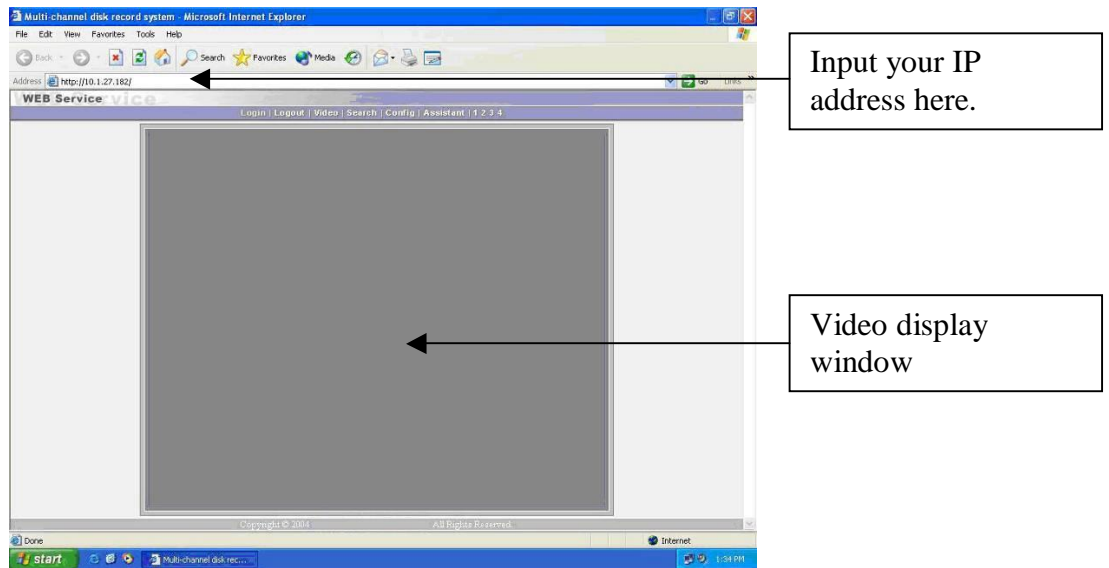 Multi-channel disk record system - Microsoft Internet Explorer
File Edit View Favorites Tools Help
Back Search Favorites Media
Address http://10.1.27.182/ Go Links »
WEB Service
Login | Logout | Video | Search | Config | Assistant | 1 2 3 4
Input your IP
address here.
Video display
window
Copyright © 2004 All Rights Reserved.
Done Internet
start Multi-channel disk rec... 1:34 PM